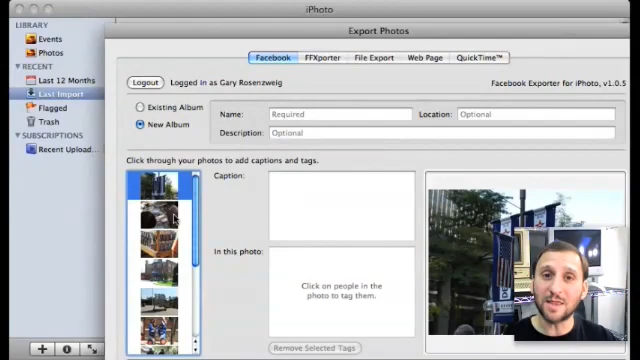 iPhoto
Export Photos
LIBRARY
Events
Photos
RECENT
Last 12 Months
Last Import
Flagged
Trash
SUBSCRIPTIONS
Recent Upload...
Facebook
FFXporter
File Export
Web Page
QuickTime™
Logout
Logged in as Gary Rosenzweig
Facebook Exporter for iPhoto, v1.0.5
Existing Album
New Album
Name:
Required
Location:
Optional
Description:
Optional
Click through your photos to add captions and tags.
Caption:
In this photo:
Click on people in the
photo to tag them.
Remove Selected Tags